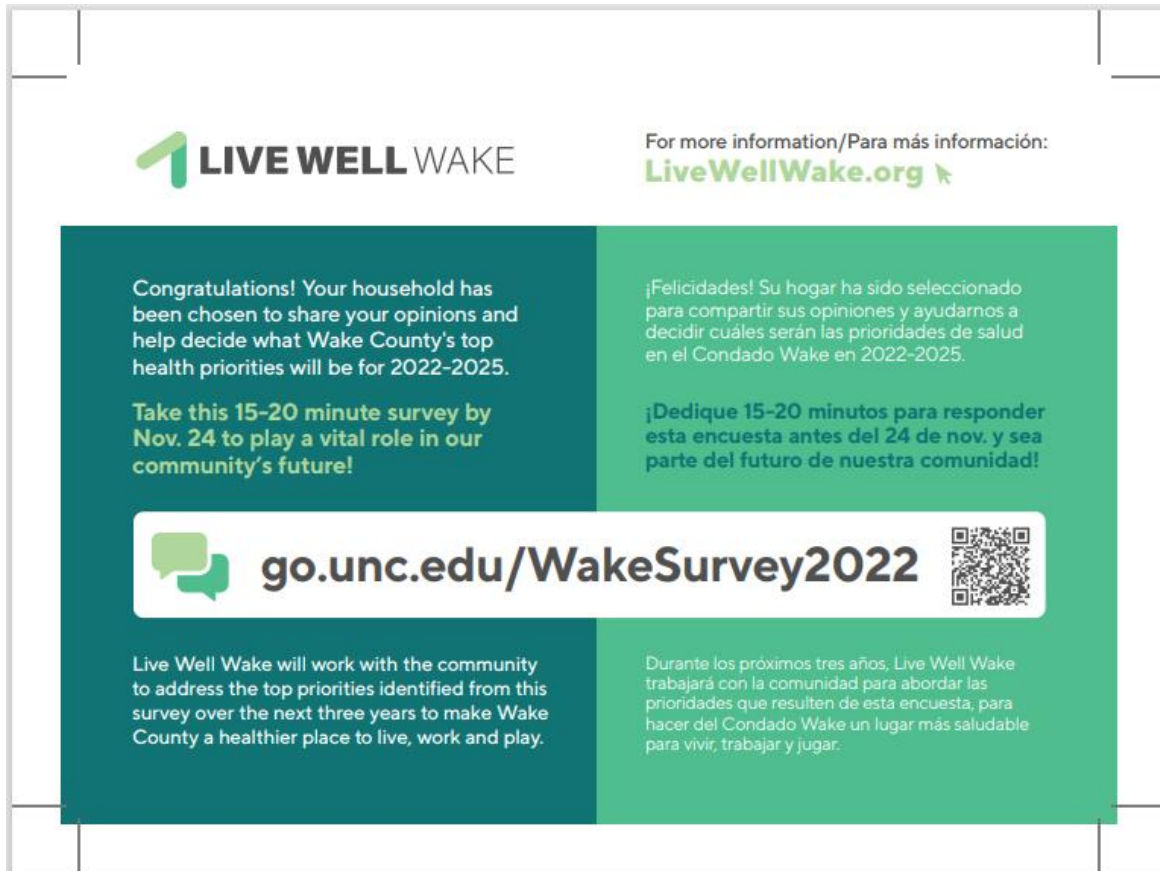 LIVE WELL WAKE
For more information/Para más información:
LiveWellWake.org
Congratulations! Your household has
been chosen to share your opinions and
help decide what Wake County's top
health priorities will be for 2022-2025.
Take this 15-20 minute survey by
Nov. 24 to play a vital role in our
community's future!
¡Felicidades! Su hogar ha sido seleccionado
para compartir sus opiniones y ayudarnos a
decidir cuáles serán las prioridades de salud
en el Condado Wake en 2022-2025.
¡Dedique 15-20 minutos para responder
esta encuesta antes del 24 de nov. y sea
parte del futuro de nuestra comunidad!
go.unc.edu/WakeSurvey2022
Live Well Wake will work with the community
to address the top priorities identified from this
survey over the next three years to make Wake
County a healthier place to live, work and play.
Durante los próximos tres años, Live Well Wake
trabajará con la comunidad para abordar las
prioridades que resulten de esta encuesta, para
hacer del Condado Wake un lugar más saludable
para vivir, trabajar y jugar.